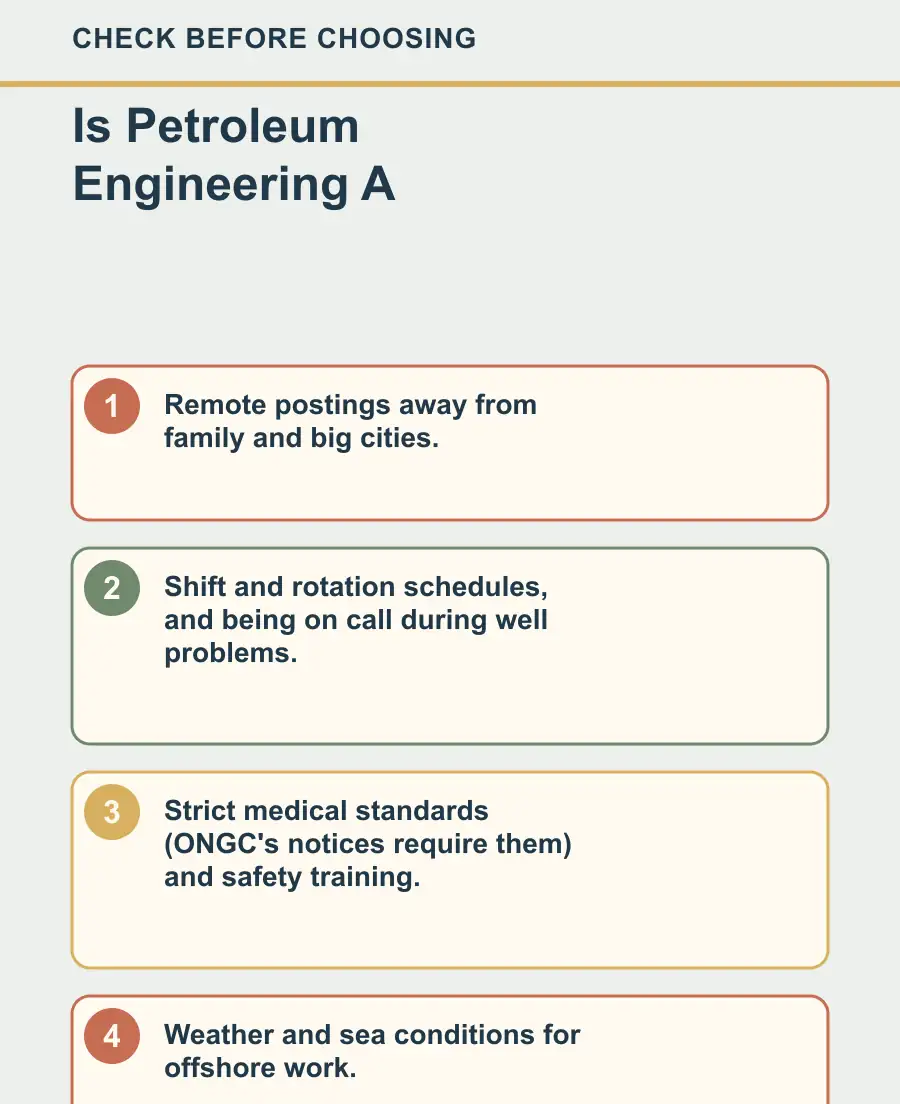 CHECK BEFORE CHOOSING
Is Petroleum
Engineering A
1
Remote postings away from
family and big cities.
2
Shift and rotation schedules,
and being on call during well
problems.
3
Strict medical standards
(ONGC's notices require them)
and safety training.
4
Weather and sea conditions for
offshore work.